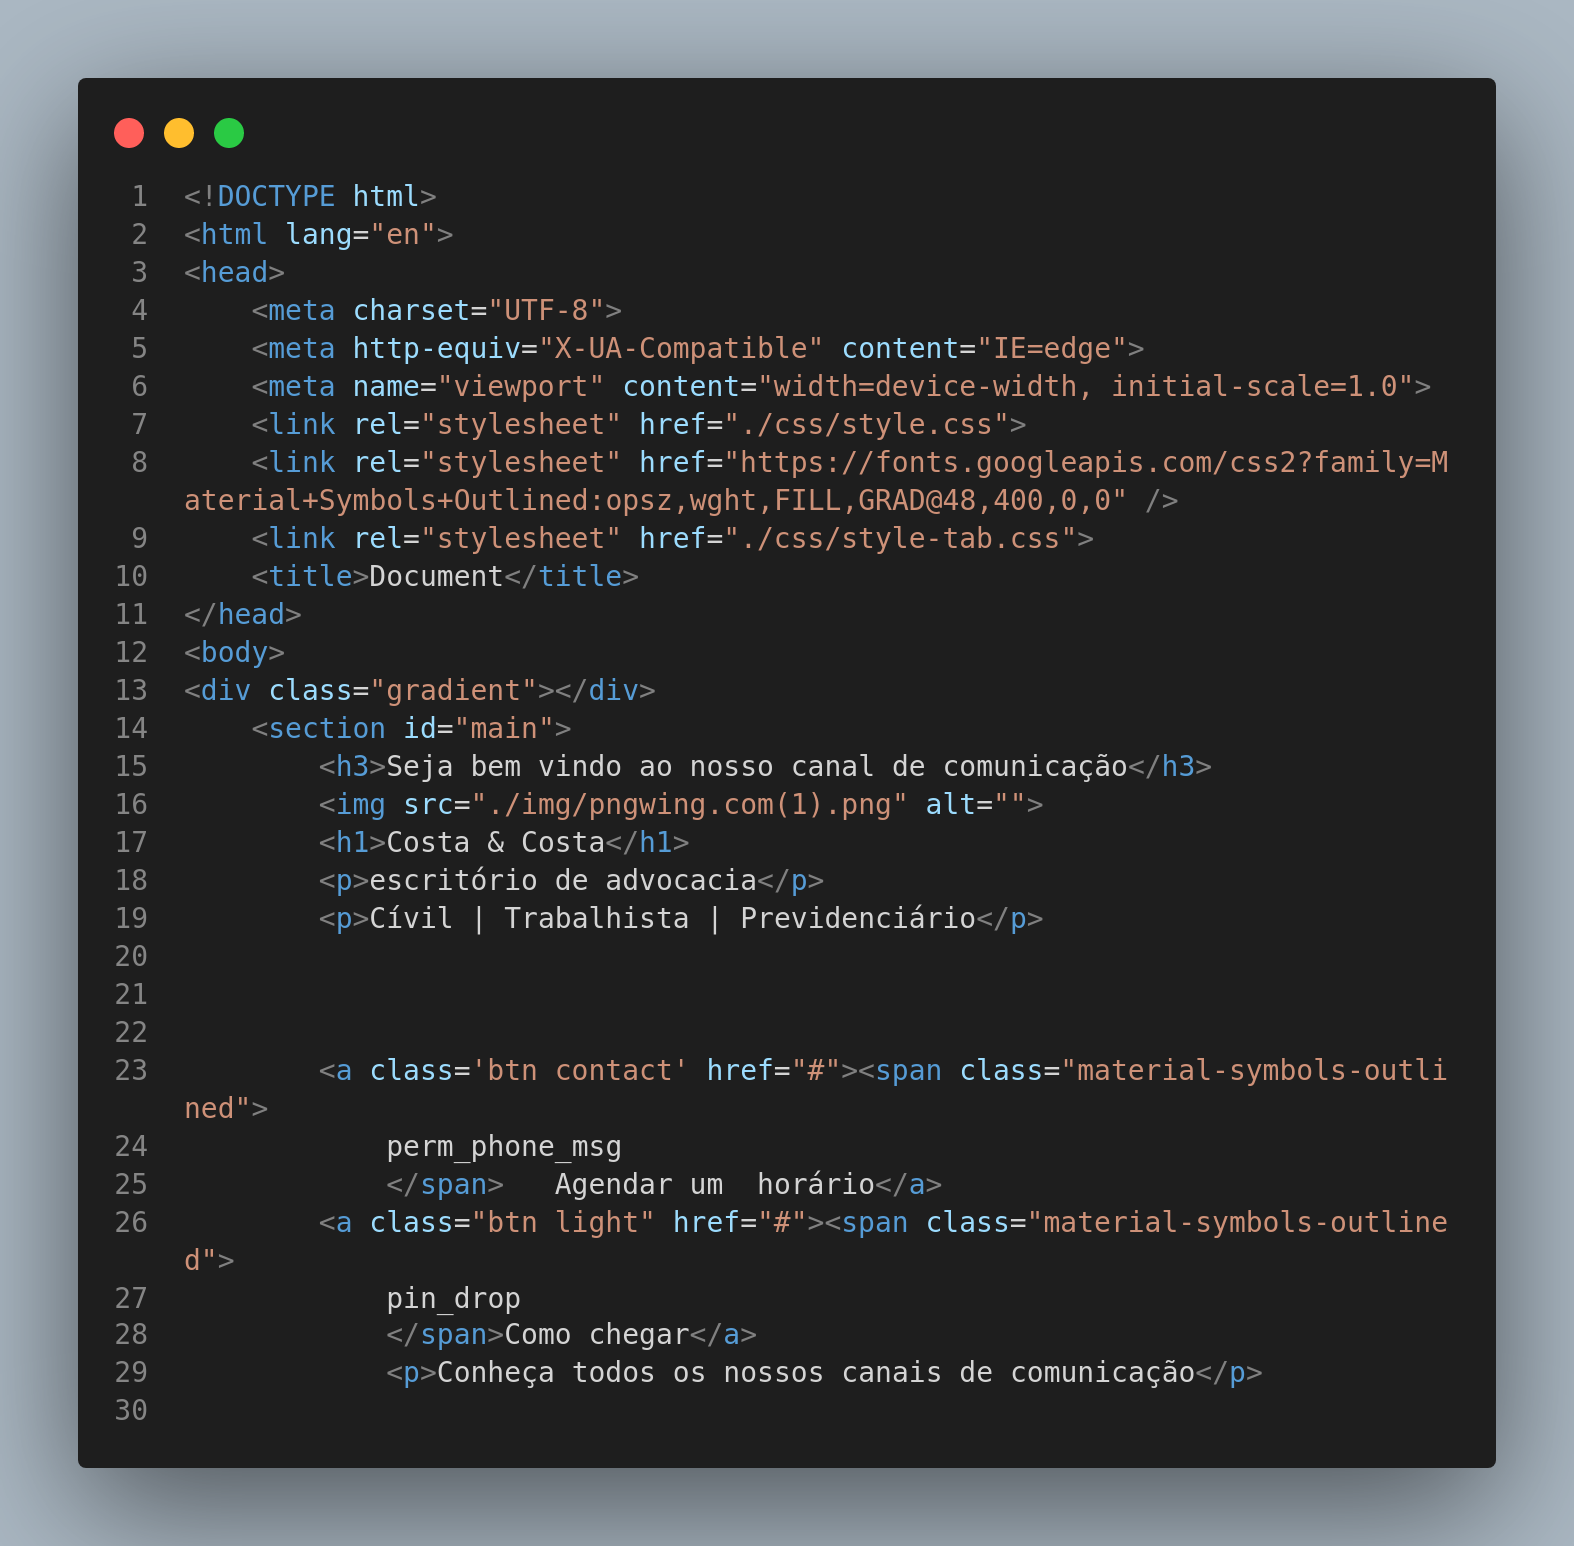 1 <!DOCTYPE html>
2 <html lang="en">
3 <head>
4     <meta charset="UTF-8">
5     <meta http-equiv="X-UA-Compatible" content="IE=edge">
6     <meta name="viewport" content="width=device-width, initial-scale=1.0">
7     <link rel="stylesheet" href="./css/style.css">
8     <link rel="stylesheet" href="https://fonts.googleapis.com/css2?family=M
aterial+Symbols+Outlined:opsz,wght,FILL,GRAD@48,400,0,0" />
9     <link rel="stylesheet" href="./css/style-tab.css">
10     <title>Document</title>
11 </head>
12 <body>
13 <div class="gradient"></div>
14     <section id="main">
15         <h3>Seja bem vindo ao nosso canal de comunicação</h3>
16         <img src="./img/pngwing.com(1).png" alt="">
17         <h1>Costa & Costa</h1>
18         <p>escritório de advocacia</p>
19         <p>Cívil | Trabalhista | Previdenciário</p>
20
21
22
23         <a class='btn contact' href="#"><span class="material-symbols-outli
ned">
24             perm_phone_msg
25             </span>   Agendar um  horário</a>
26         <a class="btn light" href="#"><span class="material-symbols-outline
d">
27             pin_drop
28             </span>Como chegar</a>
29             <p>Conheça todos os nossos canais de comunicação</p>
30